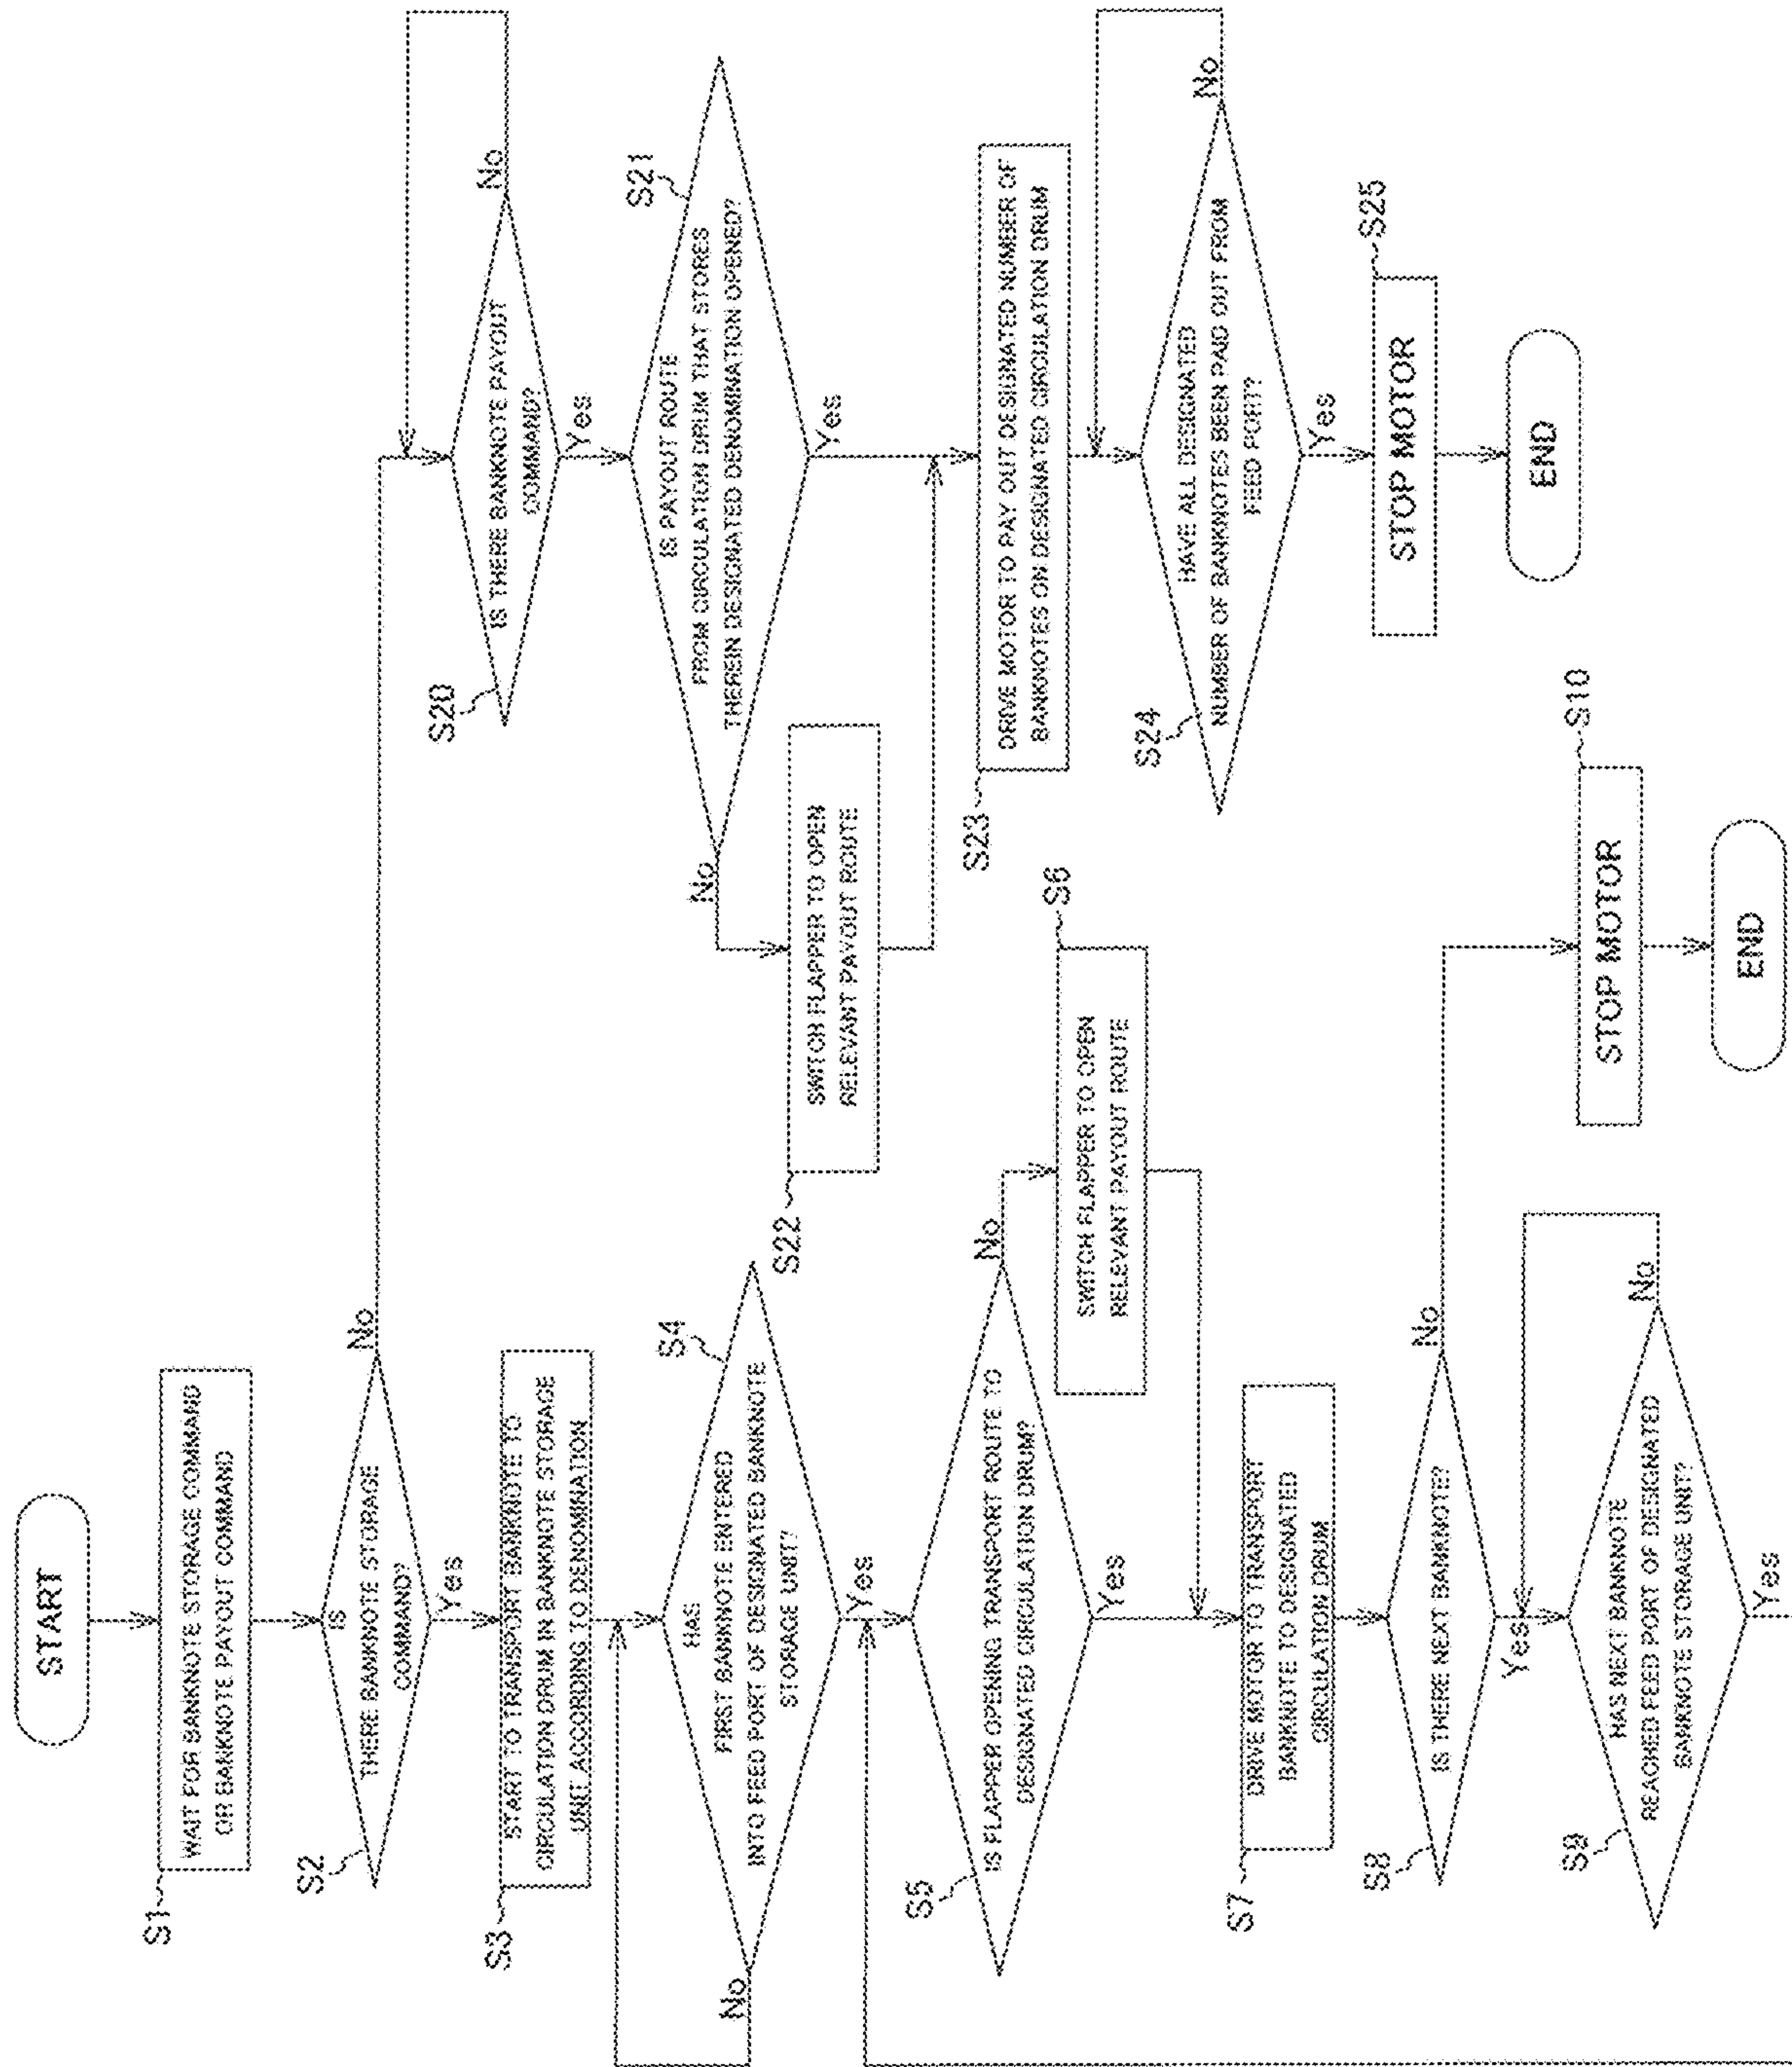 START
S1
WAIT FOR BANKNOTE STORAGE COMMAND
OR BANKNOTE PAYOUT COMMAND
S2
IS
THERE BANKNOTE STORAGE
COMMAND?
No
Yes
S3
START TO TRANSPORT BANKNOTE TO
CIRCULATION DRUM IN BANKNOTE STORAGE
UNIT ACCORDING TO DENOMINATION
S4
HAS
FIRST BANKNOTE ENTERED
INTO FEED PORT OF DESIGNATED BANKNOTE
STORAGE UNIT?
No
Yes
S5
IS FLAPPER OPENING TRANSPORT ROUTE TO
DESIGNATED CIRCULATION DRUM?
No
Yes
S6
SWITCH FLAPPER TO OPEN
RELEVANT PAYOUT ROUTE
S7
DRIVE MOTOR TO TRANSPORT
BANKNOTE TO DESIGNATED
CIRCULATION DRUM
S8
IS THERE NEXT BANKNOTE?
No
Yes
S9
HAS NEXT BANKNOTE
REACHED FEED PORT OF DESIGNATED
BANKNOTE STORAGE UNIT?
No
Yes
S10
STOP MOTOR
END
S20
IS THERE BANKNOTE PAYOUT
COMMAND?
No
Yes
S21
IS PAYOUT ROUTE
FROM CIRCULATION DRUM THAT STORES
THEREIN DESIGNATED DENOMINATION OPENED?
No
Yes
S22
SWITCH FLAPPER TO OPEN
RELEVANT PAYOUT ROUTE
S23
DRIVE MOTOR TO PAY OUT DESIGNATED NUMBER OF
BANKNOTES ON DESIGNATED CIRCULATION DRUM
S24
HAVE ALL DESIGNATED
NUMBER OF BANKNOTES BEEN PAID OUT FROM
FEED PORT?
No
Yes
S25
STOP MOTOR
END